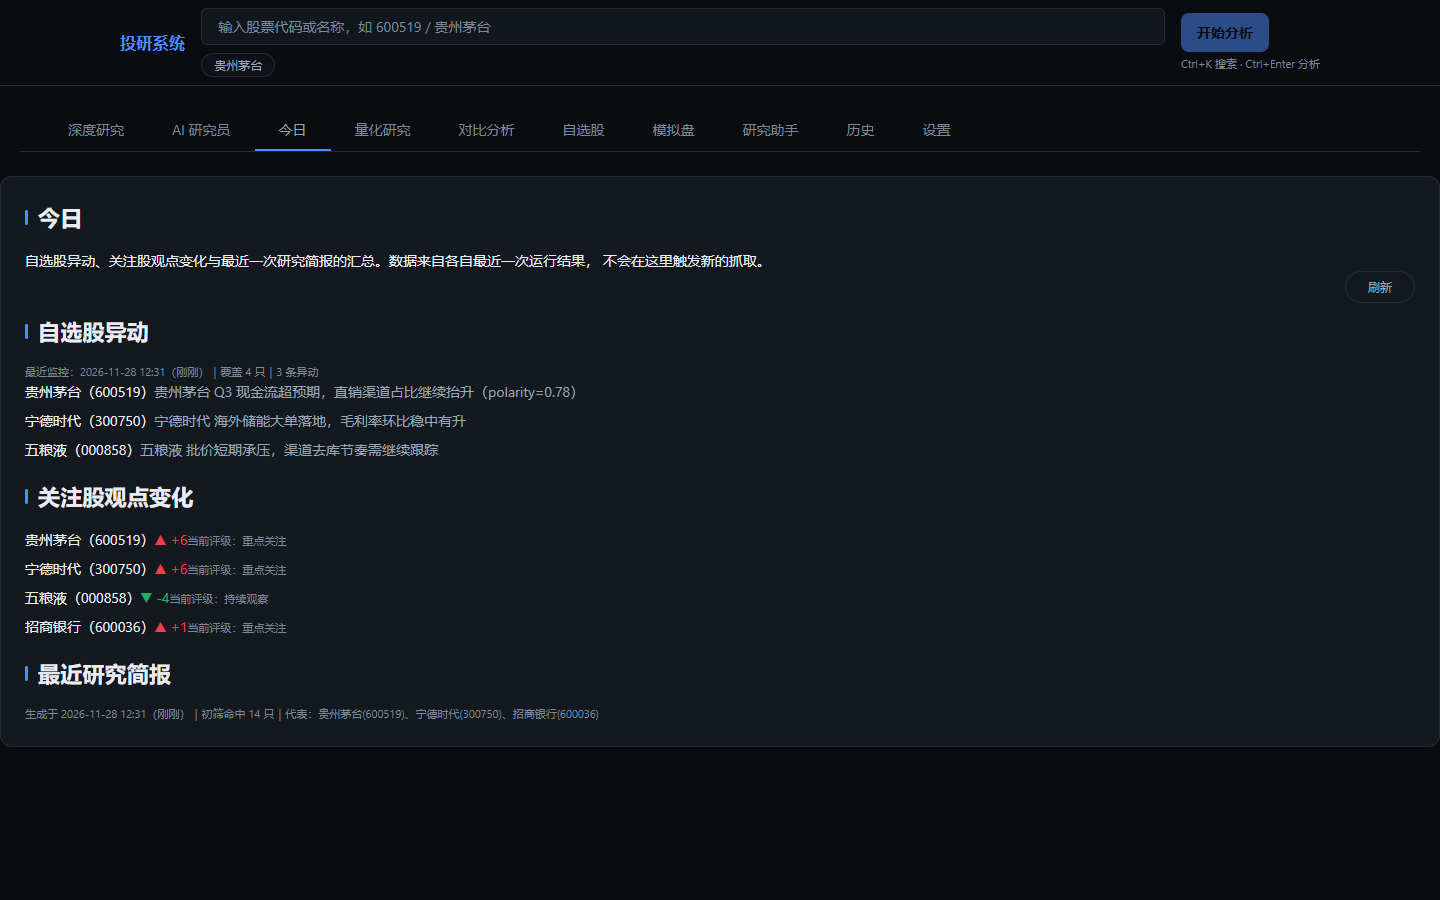 投研系统
输入股票代码或名称，如 600519 / 贵州茅台
贵州茅台
开始分析
Ctrl+K 搜索 · Ctrl+Enter 分析
深度研究 AI 研究员 今日 量化研究 对比分析 自选股 模拟盘 研究助手 历史 设置
今日
自选股异动、关注股观点变化与最近一次研究简报的汇总。数据来自各自最近一次运行结果， 不会在这里触发新的抓取。
刷新
自选股异动
最近监控：2026-11-28 12:31（刚刚） | 覆盖 4 只 | 3 条异动
贵州茅台（600519）贵州茅台 Q3 现金流超预期，直销渠道占比继续抬升（polarity=0.78）
宁德时代（300750）宁德时代 海外储能大单落地，毛利率环比稳中有升
五粮液（000858）五粮液 批价短期承压，渠道去库节奏需继续跟踪
关注股观点变化
贵州茅台（600519）▲ +6当前评级：重点关注
宁德时代（300750）▲ +6当前评级：重点关注
五粮液（000858）▼ -4当前评级：持续观察
招商银行（600036）▲ +1当前评级：重点关注
最近研究简报
生成于 2026-11-28 12:31（刚刚） | 初筛命中 14 只 | 代表：贵州茅台(600519)、宁德时代(300750)、招商银行(600036)